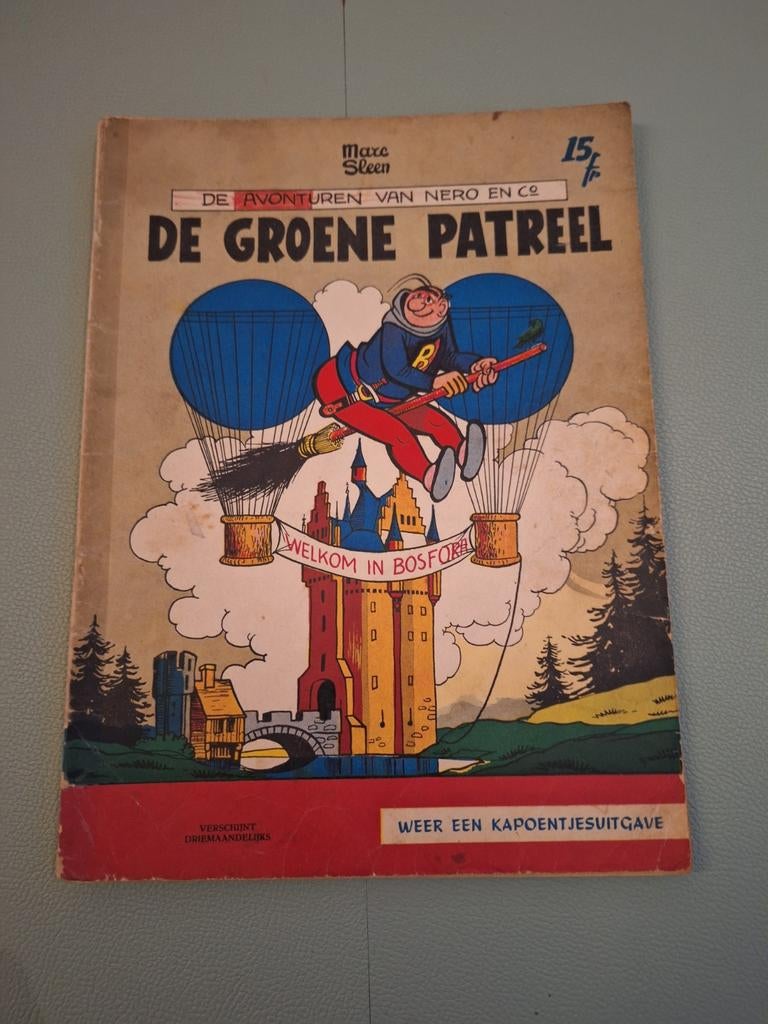 Marc
Sleen
15
fr
DE AVONTUREN VAN NERO EN CO
DE GROENE PATREEL
B
WELKOM IN BOSFORA
VERSCHIJNT
DRIEMAANDELIJKS
WEER EEN KAPOENTJESUITGAVE